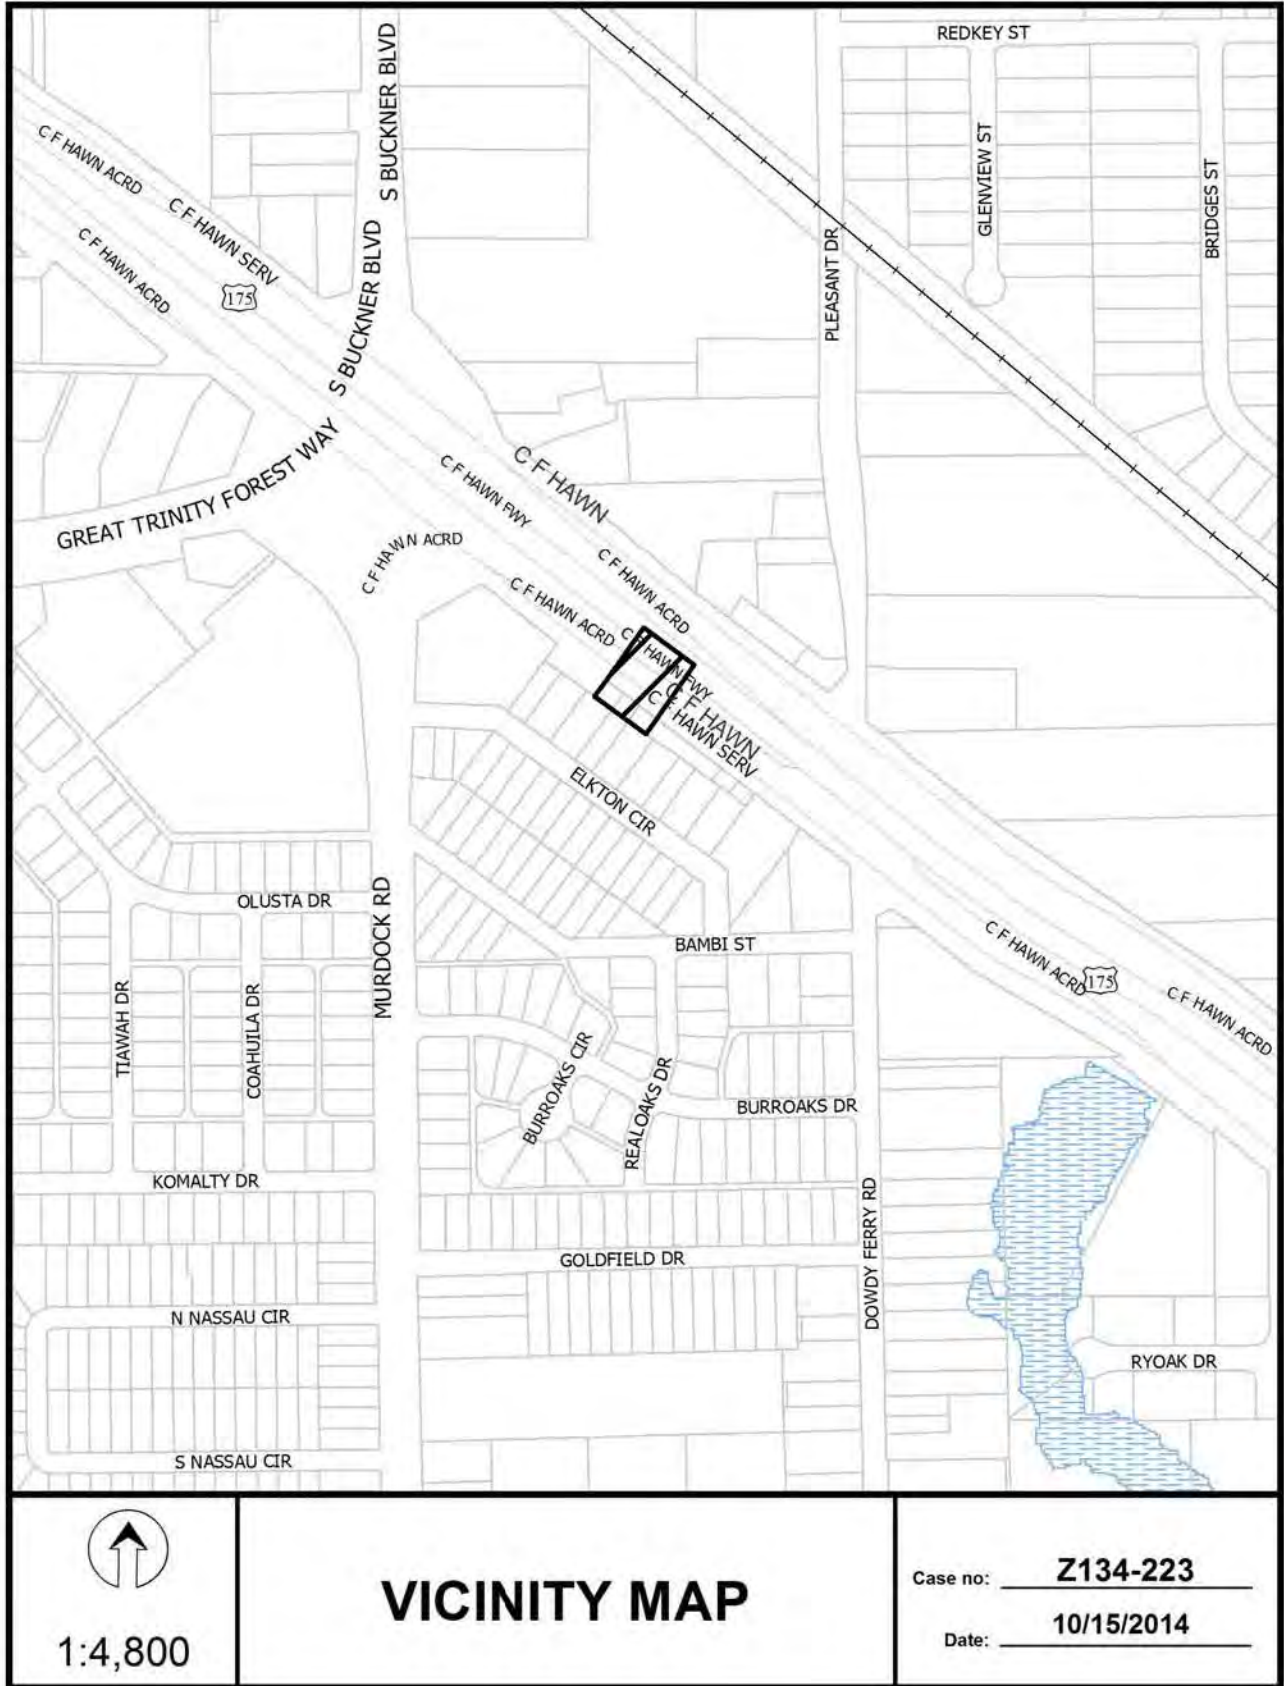 REDKEY ST
S BUCKNER BLVD
C F HAWN ACRD
C F HAWN SERV
GLENVIEW ST
BRIDGES ST
C F HAWN ACRD
175
S BUCKNER BLVD
PLEASANT DR
GREAT TRINITY FOREST WAY
C F HAWN
C F HAWN FWY
C F HAWN ACRD
C F HAWN ACRD
C F HAWN ACRD
C F HAWN FWY
C F HAWN
C F HAWN SERV
ELKTON CIR
OLUSTA DR
MURDOCK RD
BAMBI ST
C F HAWN ACRD
175
C F HAWN ACRD
TIAWAH DR
COAHUILA DR
BURROAKS CIR
REALOAKS DR
BURROAKS DR
KOMALTY DR
DOWDY FERRY RD
GOLDFIELD DR
N NASSAU CIR
RYOAK DR
S NASSAU CIR
1:4,800
VICINITY MAP
Case no: Z134-223
Date: 10/15/2014